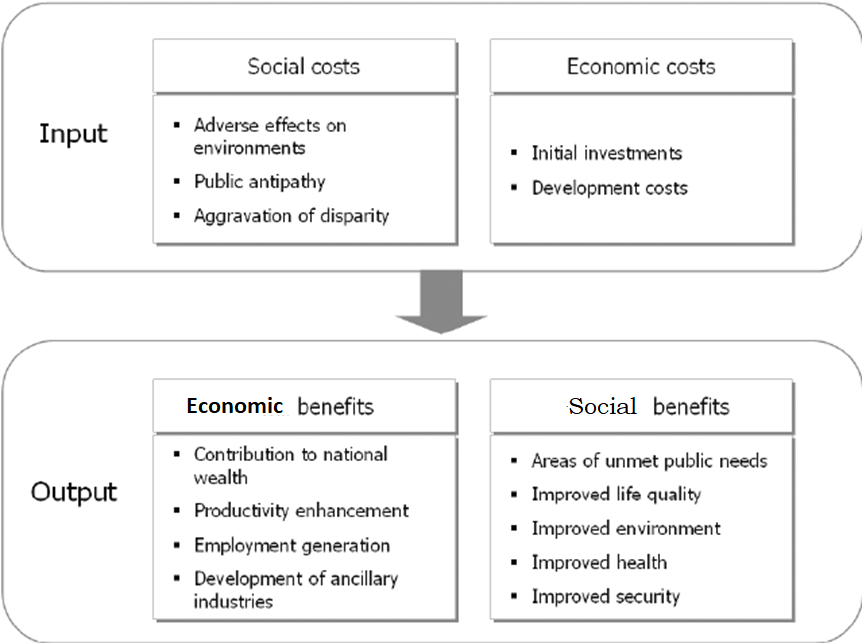 Input
Social costs
▪ Adverse effects on
environments
▪ Public antipathy
▪ Aggravation of disparity
Economic costs
▪ Initial investments
▪ Development costs
Output
Economic benefits
▪ Contribution to national
wealth
▪ Productivity enhancement
▪ Employment generation
▪ Development of ancillary
industries
Social benefits
▪ Areas of unmet public needs
▪ Improved life quality
▪ Improved environment
▪ Improved health
▪ Improved security